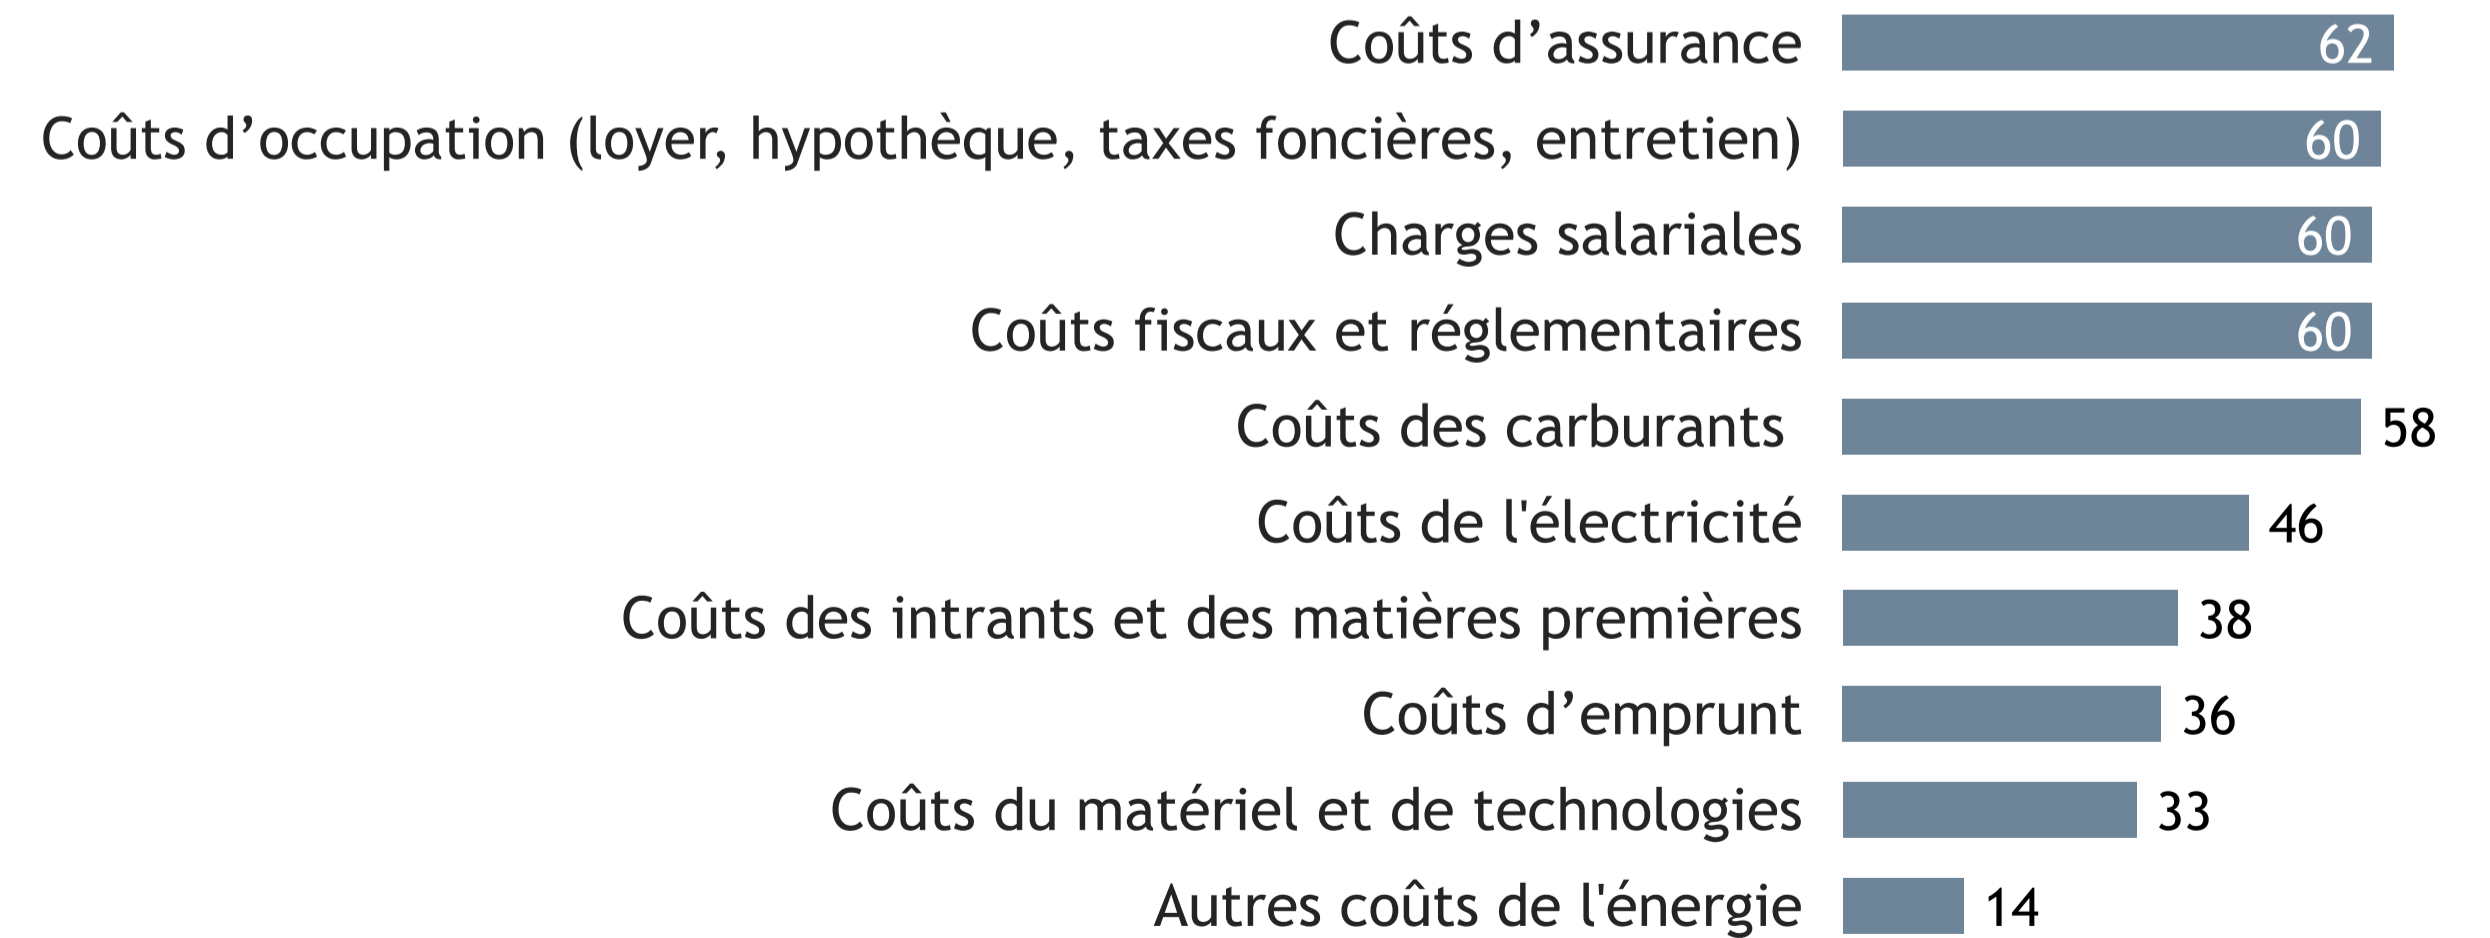 Coûts d’assurance 62
Coûts d’occupation (loyer, hypothèque, taxes foncières, entretien) 60
Charges salariales 60
Coûts fiscaux et réglementaires 60
Coûts des carburants 58
Coûts de l'électricité 46
Coûts des intrants et des matières premières 38
Coûts d’emprunt 36
Coûts du matériel et de technologies 33
Autres coûts de l'énergie 14